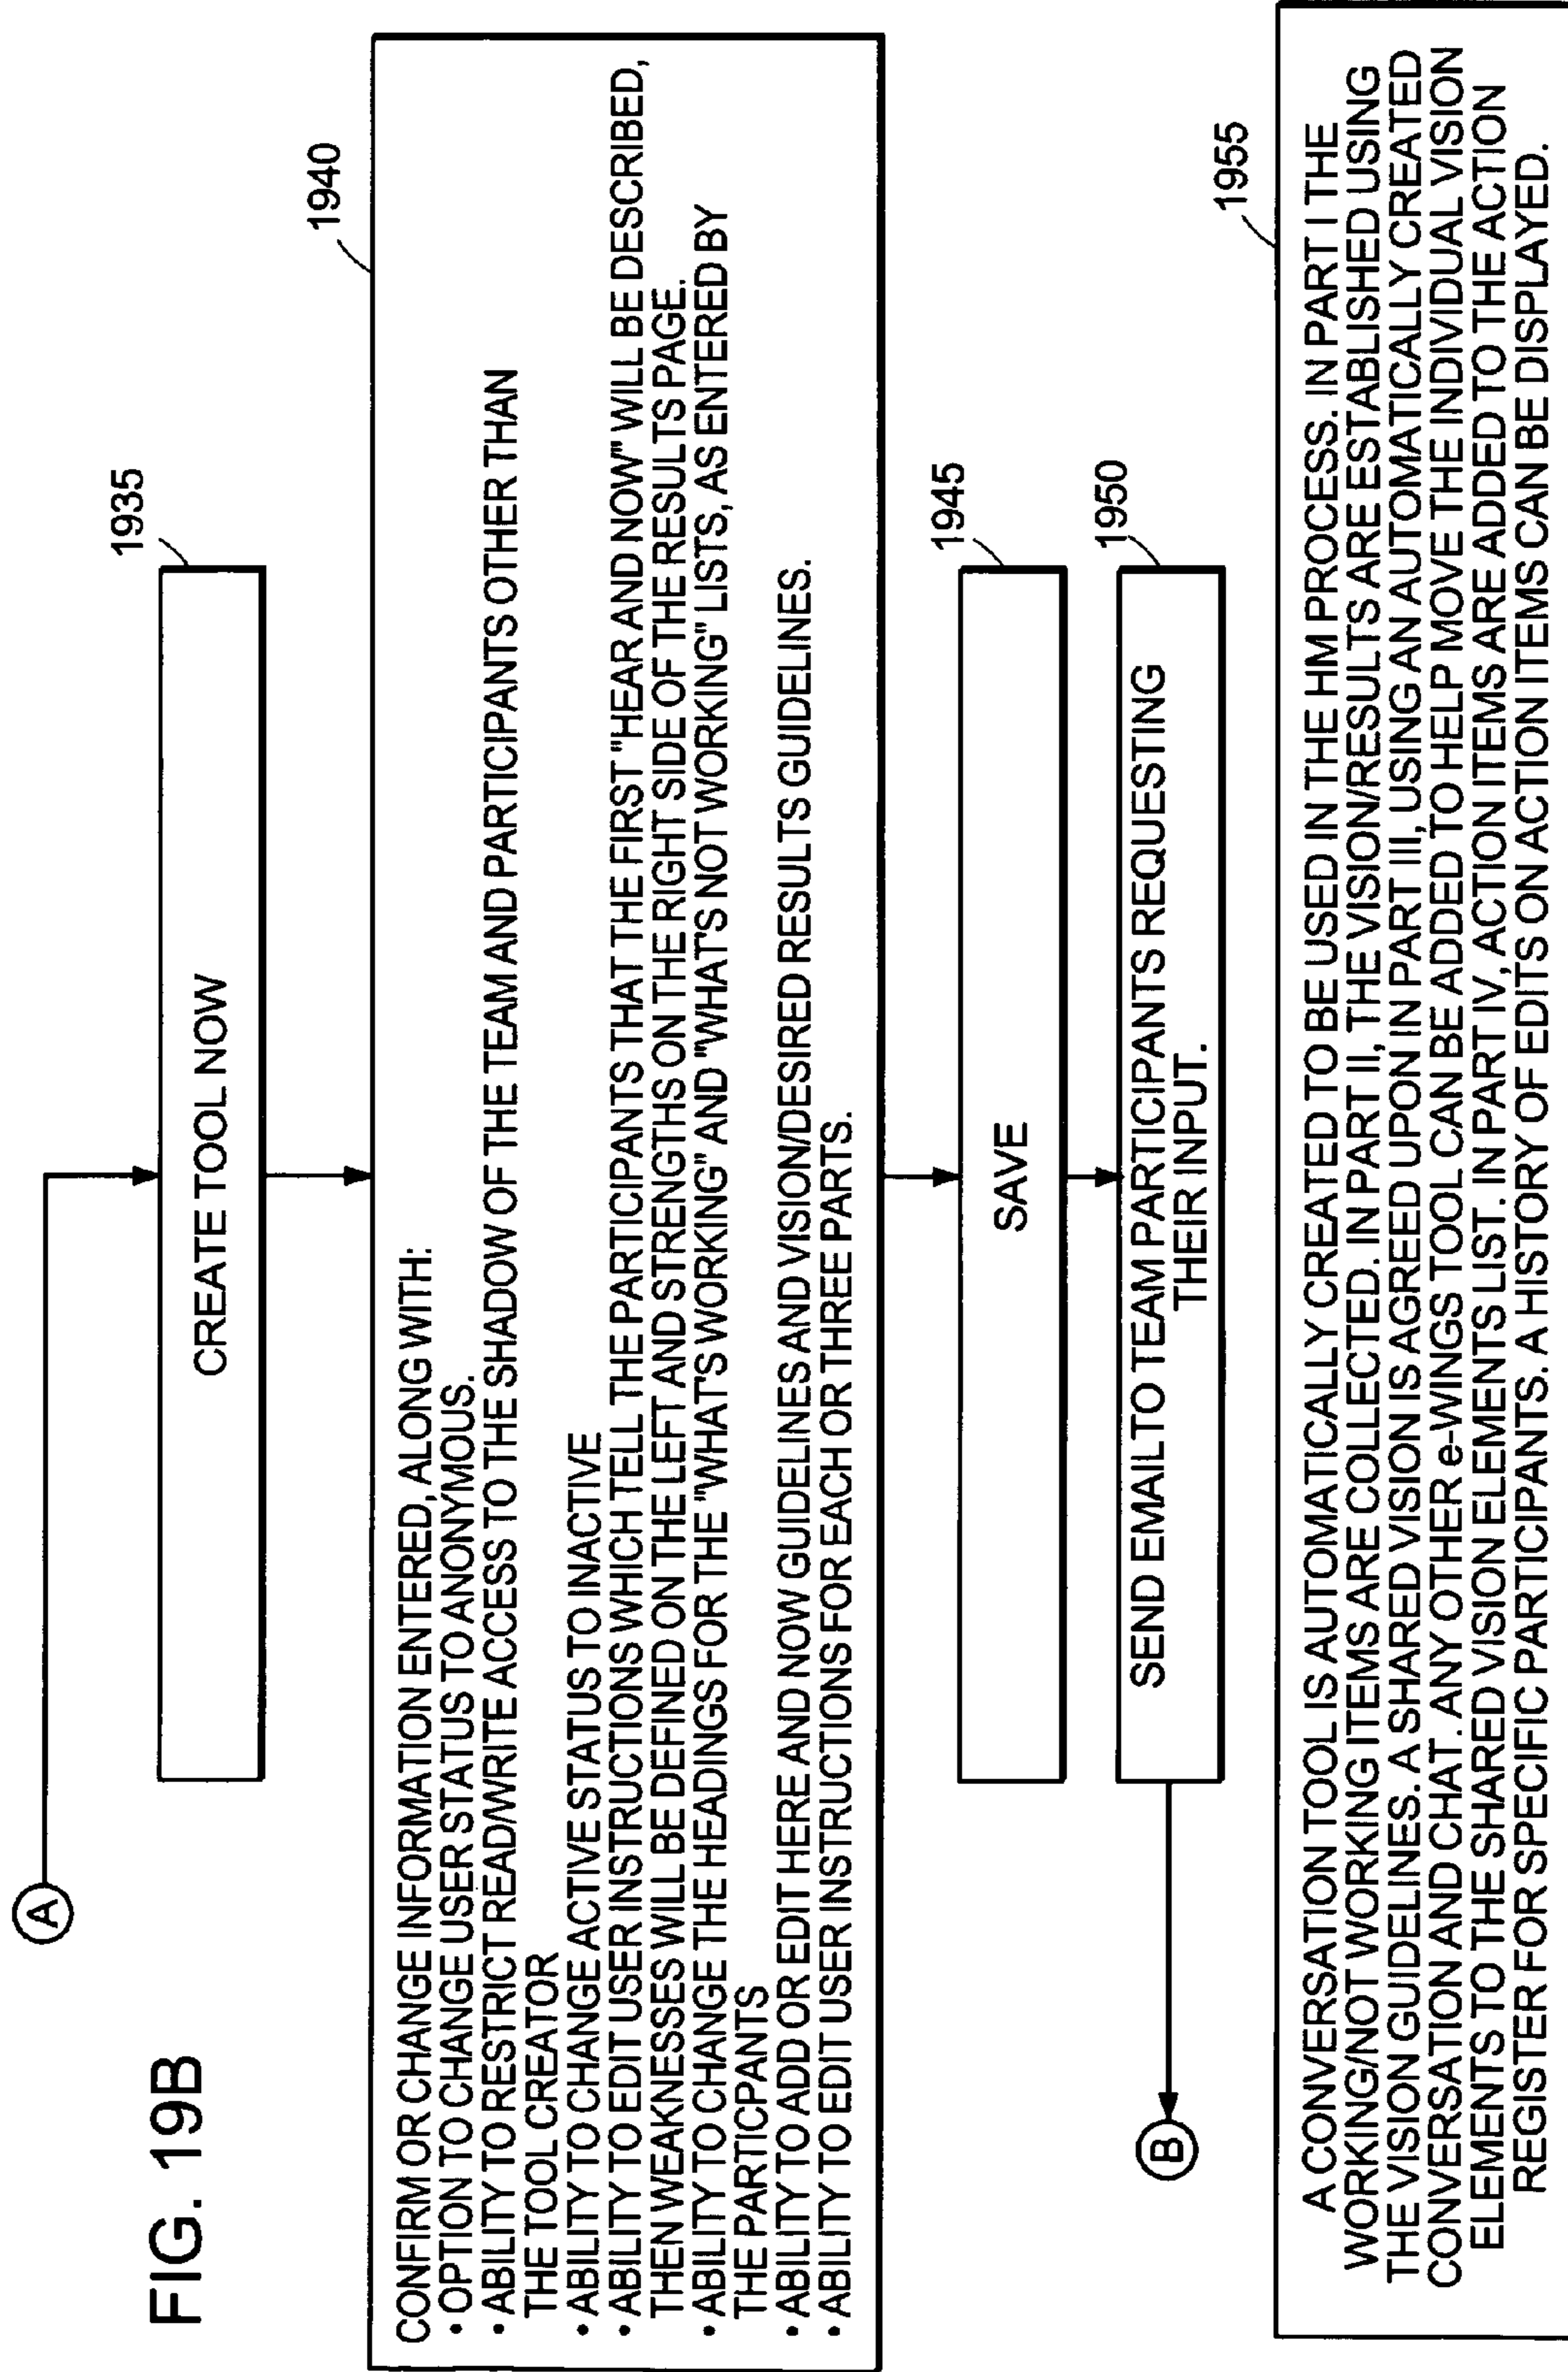 FIG. 19B
A
CREATE TOOL NOW
1935
1940
CONFIRM OR CHANGE INFORMATION ENTERED, ALONG WITH:
• OPTION TO CHANGE USER STATUS TO ANONYMOUS.
• ABILITY TO RESTRICT READ/WRITE ACCESS TO THE SHADOW OF THE TEAM AND PARTICIPANTS OTHER THAN
THE TOOL CREATOR
• ABILITY TO CHANGE ACTIVE STATUS TO INACTIVE
• ABILITY TO EDIT USER INSTRUCTIONS WHICH TELL THE PARTICIPANTS THAT THE FIRST "HEAR AND NOW" WILL BE DESCRIBED,
THEN WEAKNESSES WILL BE DEFINED ON THE LEFT AND STRENGTHS ON THE RIGHT SIDE OF THE RESULTS PAGE.
• ABILITY TO CHANGE THE HEADINGS FOR THE "WHAT'S WORKING" AND "WHAT'S NOT WORKING" LISTS, AS ENTERED BY
THE PARTICPANTS
• ABILITY TO ADD OR EDIT HERE AND NOW GUIDELINES AND VISION/DESIRED RESULTS GUIDELINES.
• ABILITY TO EDIT USER INSTRUCTIONS FOR EACH OR THREE PARTS.
SAVE
1945
SEND EMAIL TO TEAM PARTICIPANTS REQUESTING
THEIR INPUT.
1950
B
1955
A CONVERSATION TOOL IS AUTOMATICALLY CREATED TO BE USED IN THE HM PROCESS. IN PART I THE
WORKING/NOT WORKING ITEMS ARE COLLECTED. IN PART II, THE VISION/RESULTS ARE ESTABLISHED USING
THE VISION GUIDELINES. A SHARED VISION IS AGREED UPON IN PART III, USING AN AUTOMATICALLY CREATED
CONVERSATION AND CHAT. ANY OTHER e-WINGS TOOL CAN BE ADDED TO HELP MOVE THE INDIVIDUAL VISION
ELEMENTS TO THE SHARED VISION ELEMENTS LIST. IN PART IV, ACTION ITEMS ARE ADDED TO THE ACTION
REGISTER FOR SPECIFIC PARTICIPANTS. A HISTORY OF EDITS ON ACTION ITEMS CAN BE DISPLAYED.